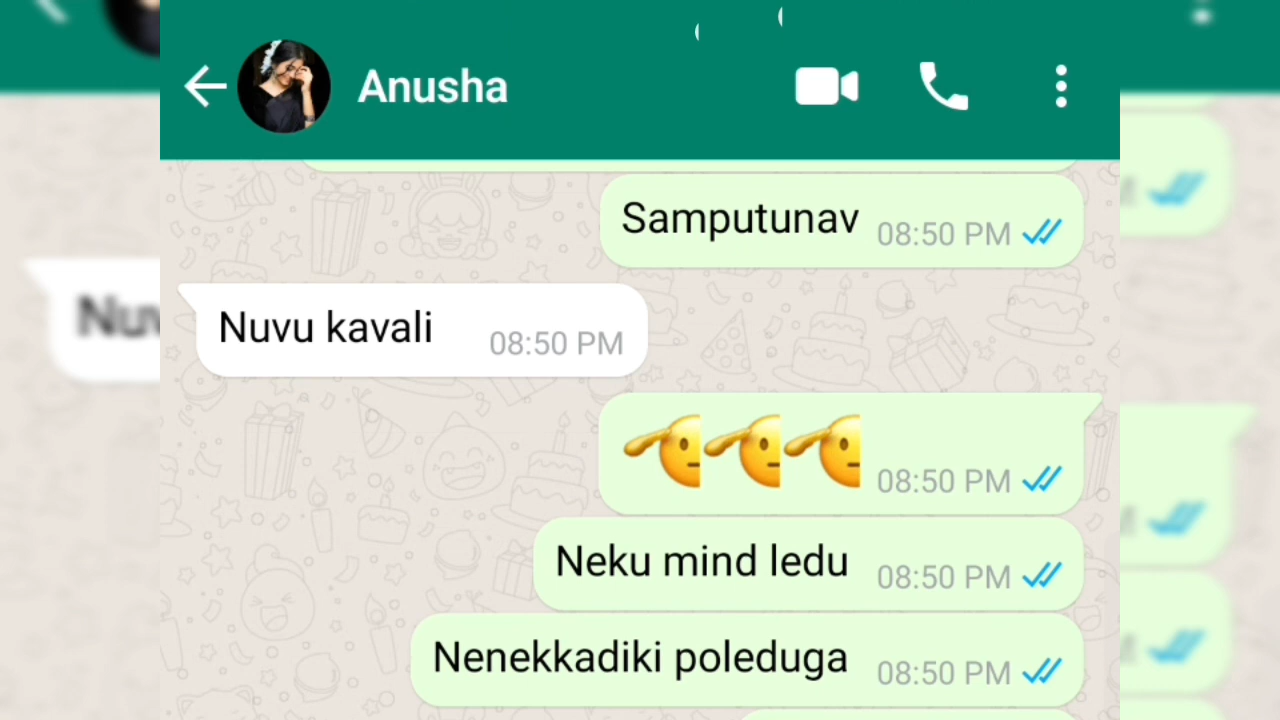 Anusha
Samputunav 08:50 PM
Nuvu kavali 08:50 PM
🫡🫡🫡 08:50 PM
Neku mind ledu 08:50 PM
Nenekkadiki poleduga 08:50 PM